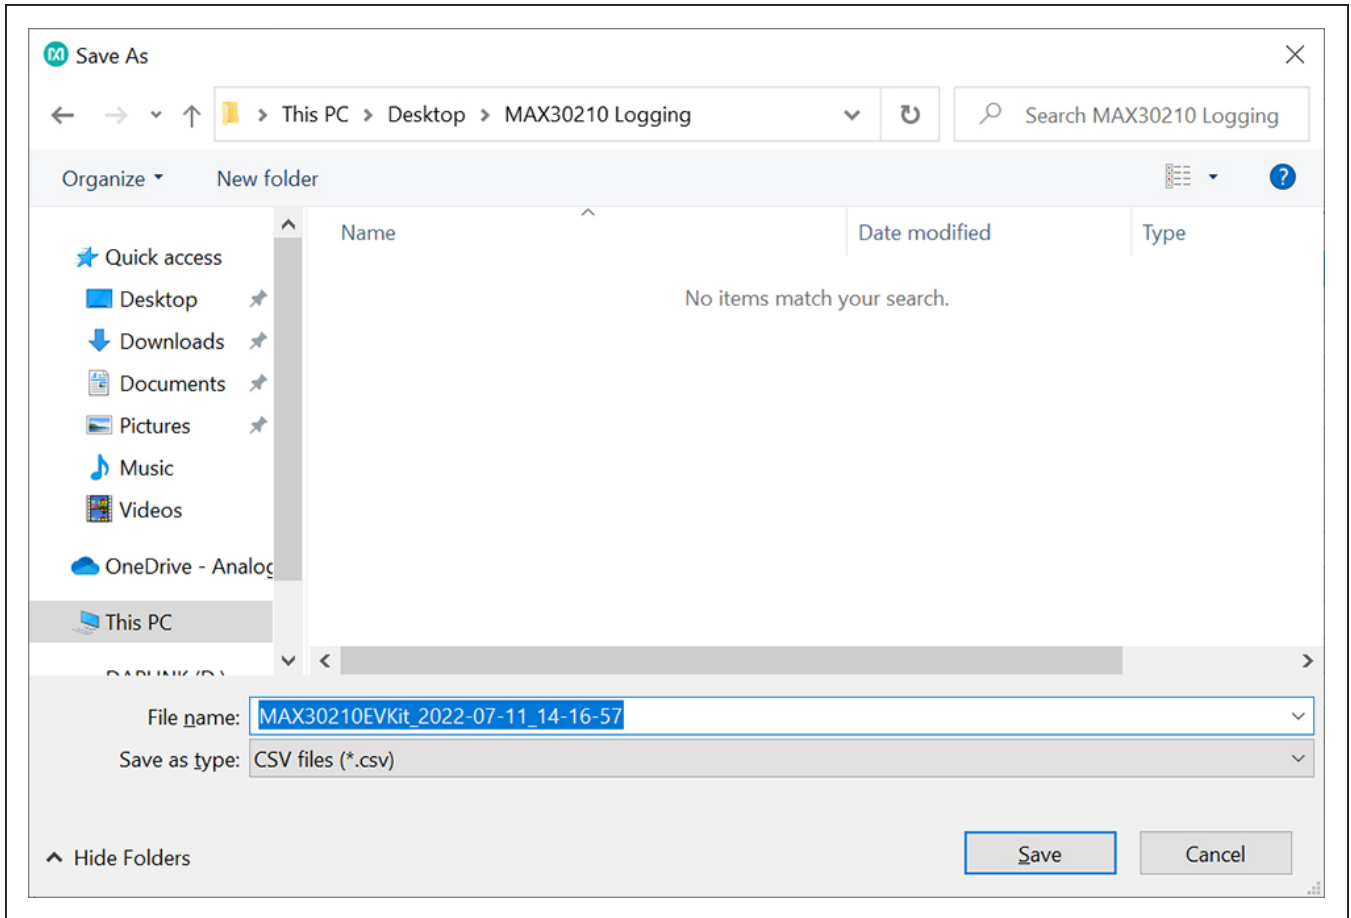 Save As
This PC > Desktop > MAX30210 Logging
Search MAX30210 Logging
Organize
New folder
?
Name
Date modified
Type
No items match your search.
Quick access
Desktop
Downloads
Documents
Pictures
Music
Videos
OneDrive - Analog
This PC
File name: MAX30210EVKit_2022-07-11_14-16-57
Save as type: CSV files (*.csv)
Hide Folders
Save
Cancel